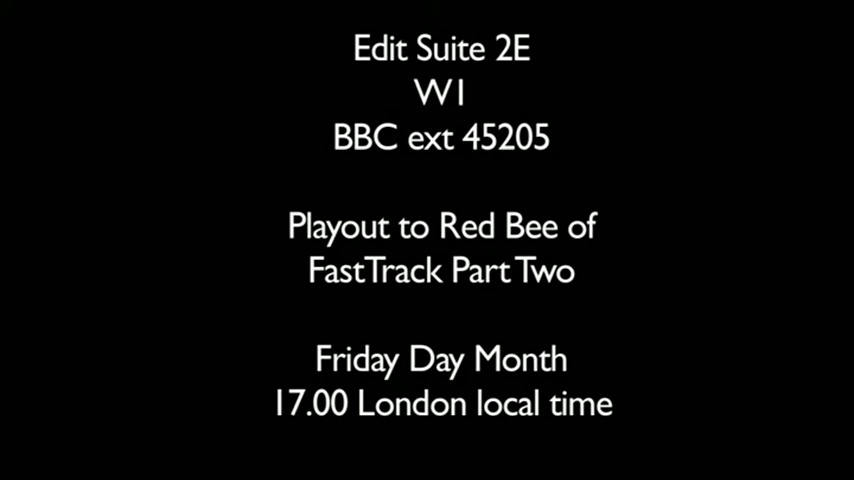 Edit Suite 2E
W1
BBC ext 45205
Playout to Red Bee of
FastTrack Part Two
Friday Day Month
17.00 London local time